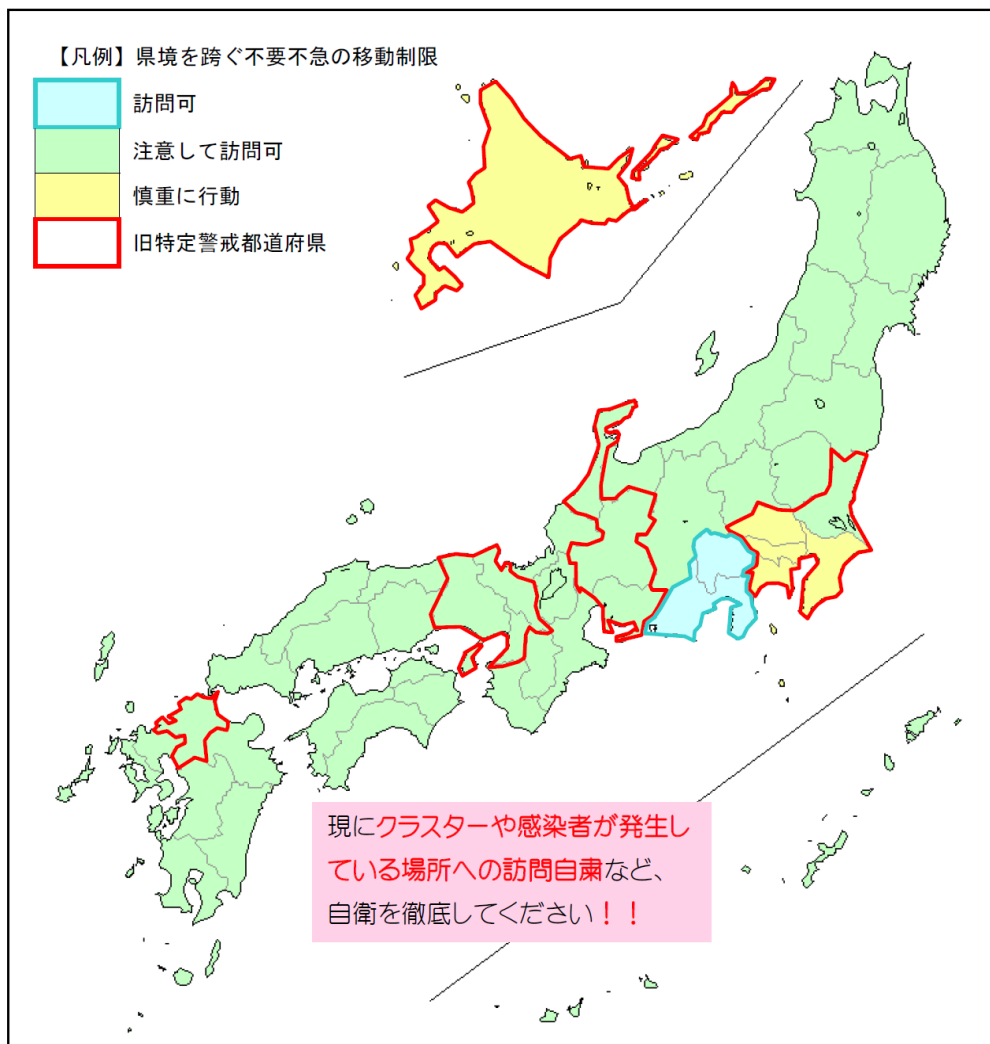 【凡例】県境を跨ぐ不要不急の移動制限
訪問可
注意して訪問可
慎重に行動
旧特定警戒都道府県
現にクラスターや感染者が発生し
ている場所への訪問自粛など、
自衛を徹底してください！！